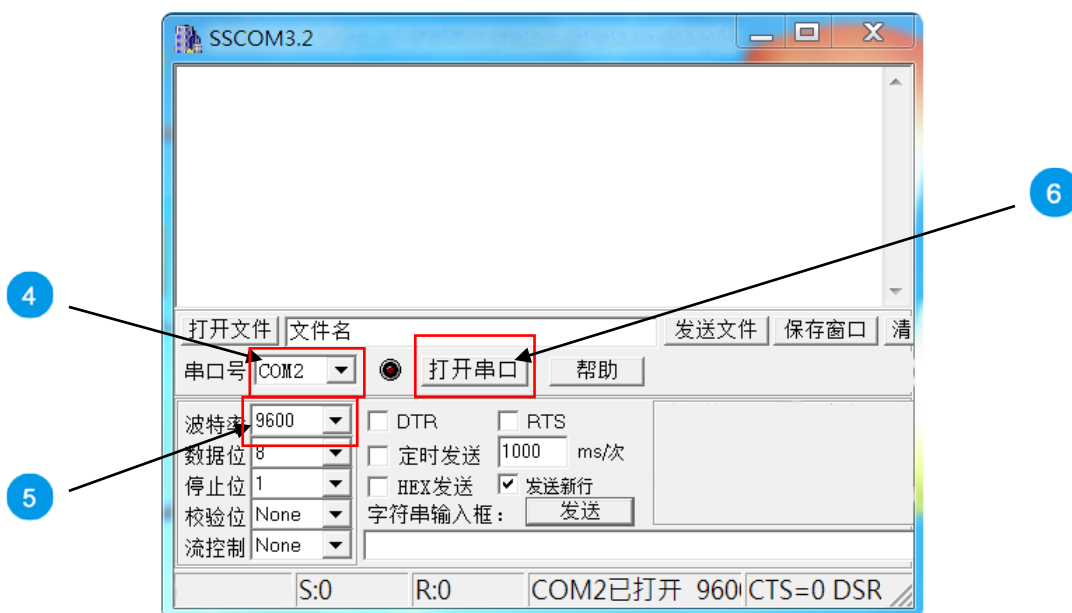 SSCOM3.2
6
4
打开文件 文件名 发送文件 保存窗口 清
串口号 COM2 打开串口 帮助
波特率 9600 DTR RTS
数据位 8 定时发送 1000 ms/次
5
停止位 1 HEX发送 发送新行
校验位 None 字符串输入框: 发送
流控制 None
S:0 R:0 COM2已打开 960 CTS=0 DSR